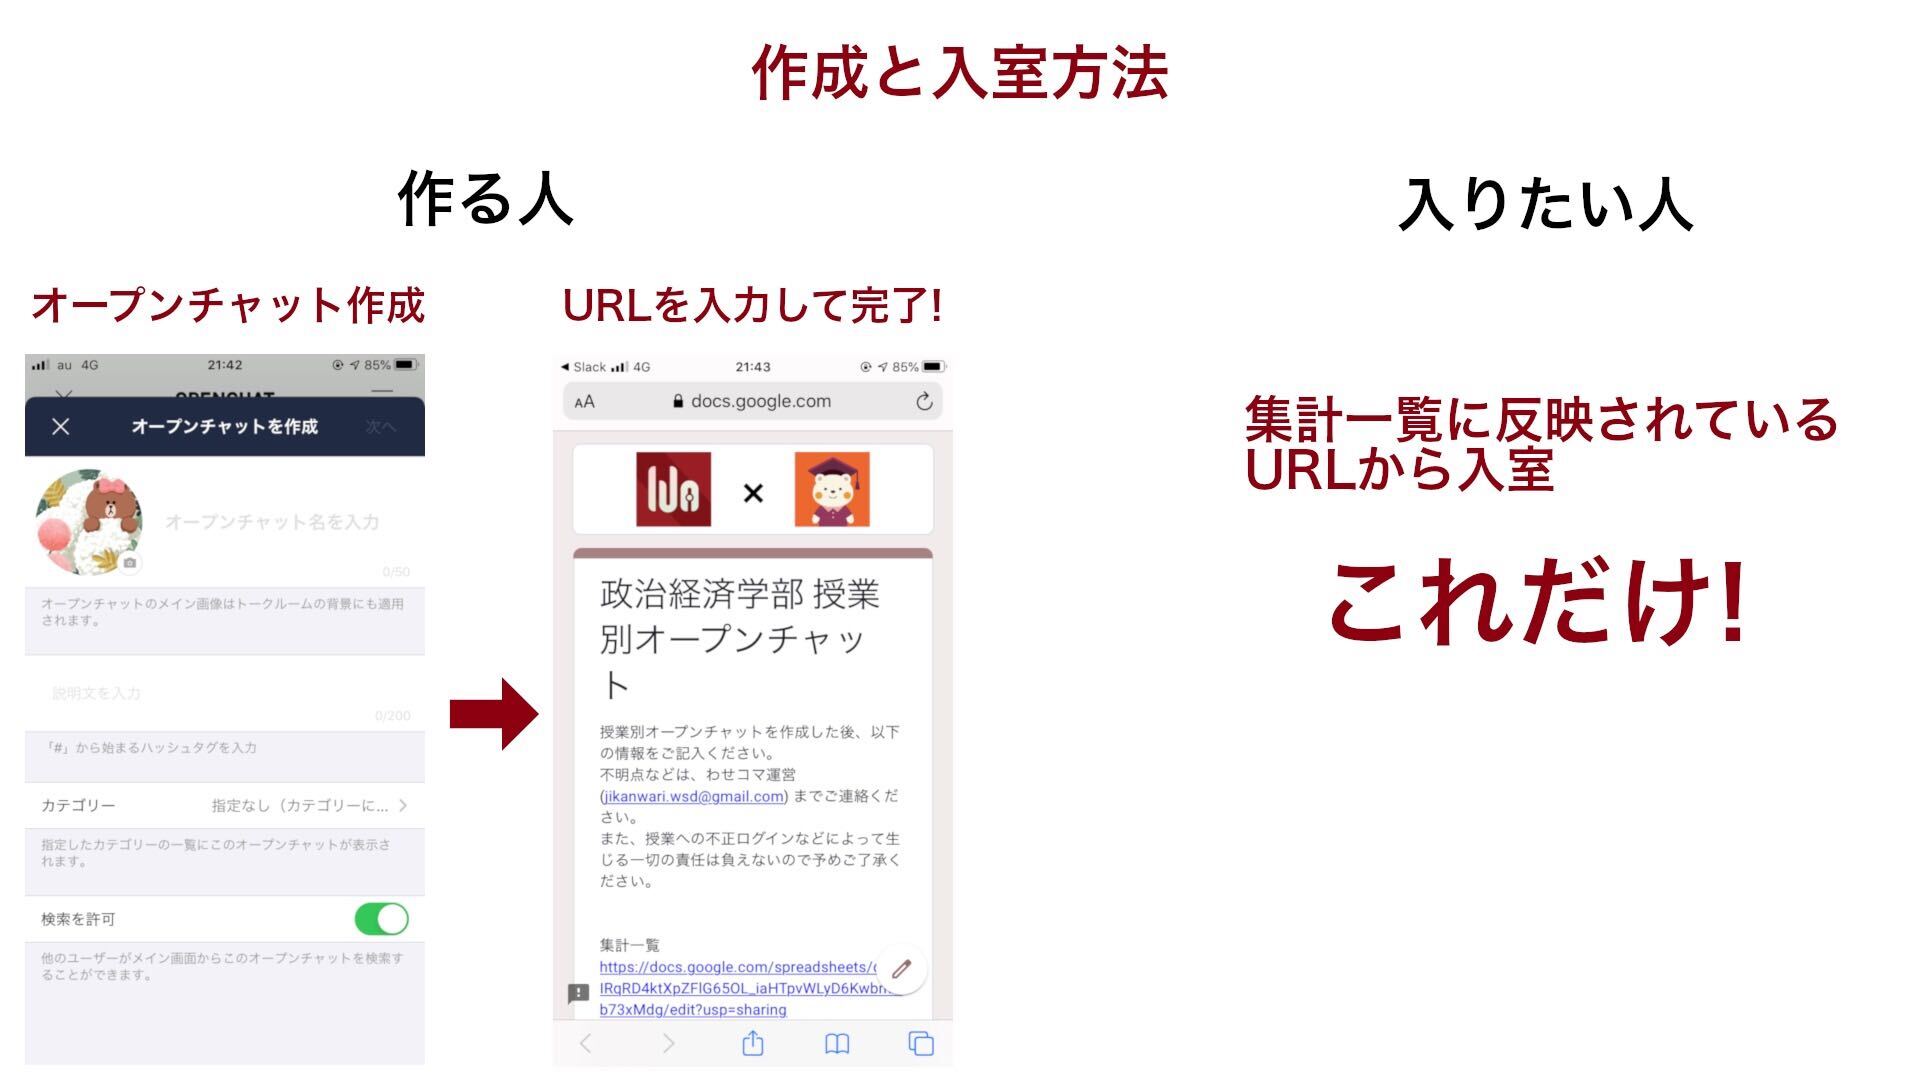 作成と入室方法
作る人
オープンチャット作成
au 4G
21:42
85%
オープンチャットを作成
次へ
オープンチャット名を入力
0/50
オープンチャットのメイン画像はトークルームの背景にも適用
されます。
説明文を入力
0/200
「#」から始まるハッシュタグを入力
カテゴリー
指定なし（カテゴリーに...
指定したカテゴリーの一覧にこのオープンチャットが表示さ
れます。
検索を許可
他のユーザーがメイン画面からこのオープンチャットを検索す
ることができます。
URLを入力して完了!
Slack
4G
21:43
85%
AA
docs.google.com
×
政治経済学部 授業
別オープンチャッ
ト
授業別オープンチャットを作成した後、以下
の情報をご記入ください。
不明点などは、わせコマ運営
(jikanwari.wsd@gmail.com) までご連絡くだ
さい。
また、授業への不正ログインなどによって生
じる一切の責任は負えないので予めご了承く
ださい。
集計一覧
https://docs.google.com/spreadsheets/
b73xMdg/edit?usp=sharing
入りたい人
集計一覧に反映されている
URLから入室
これだけ!